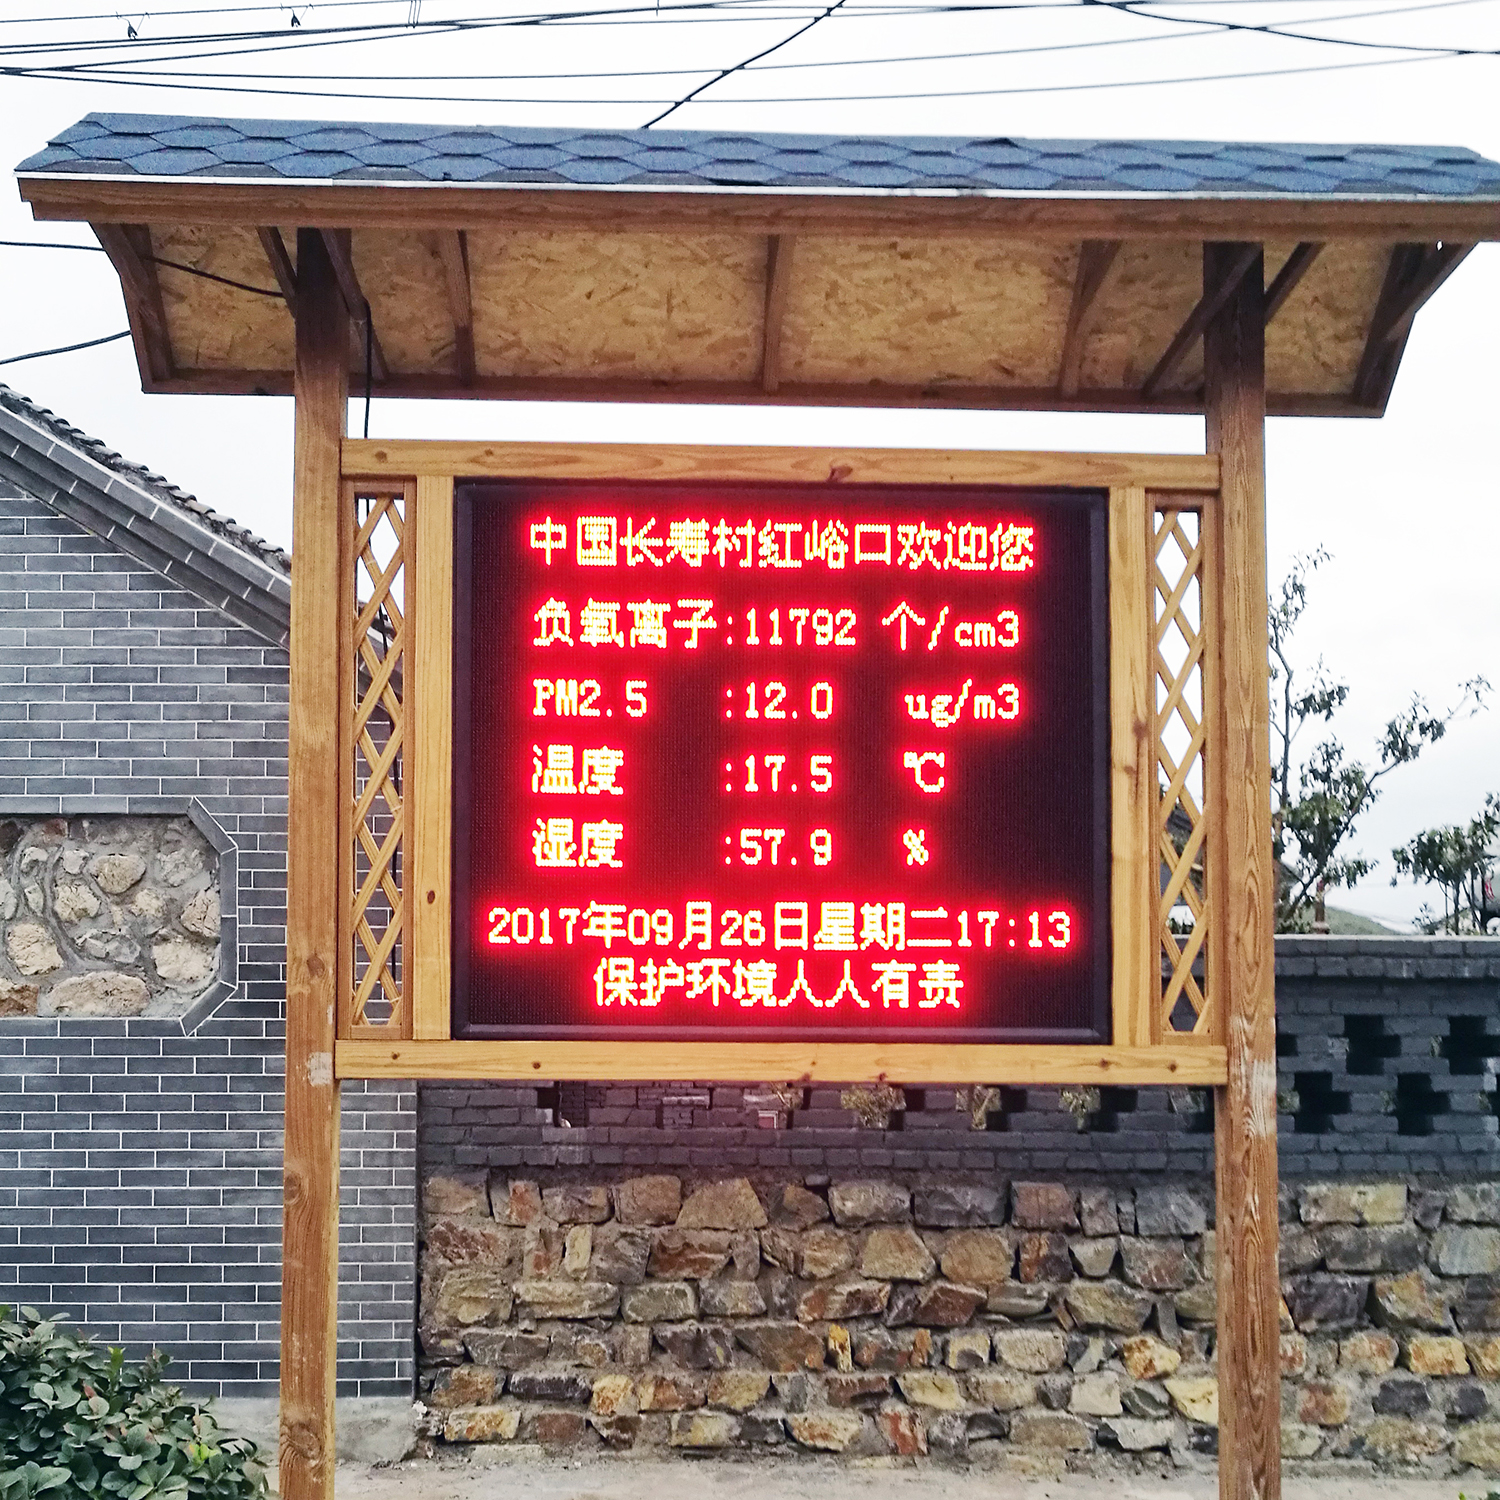 中国长寿村红峪口欢迎您
负氧离子:11792 个/cm3
PM2.5 :12.0 ug/m3
温度 :17.5 ℃
湿度 :57.9 %
2017年09月26日星期二17:13
保护环境人人有责